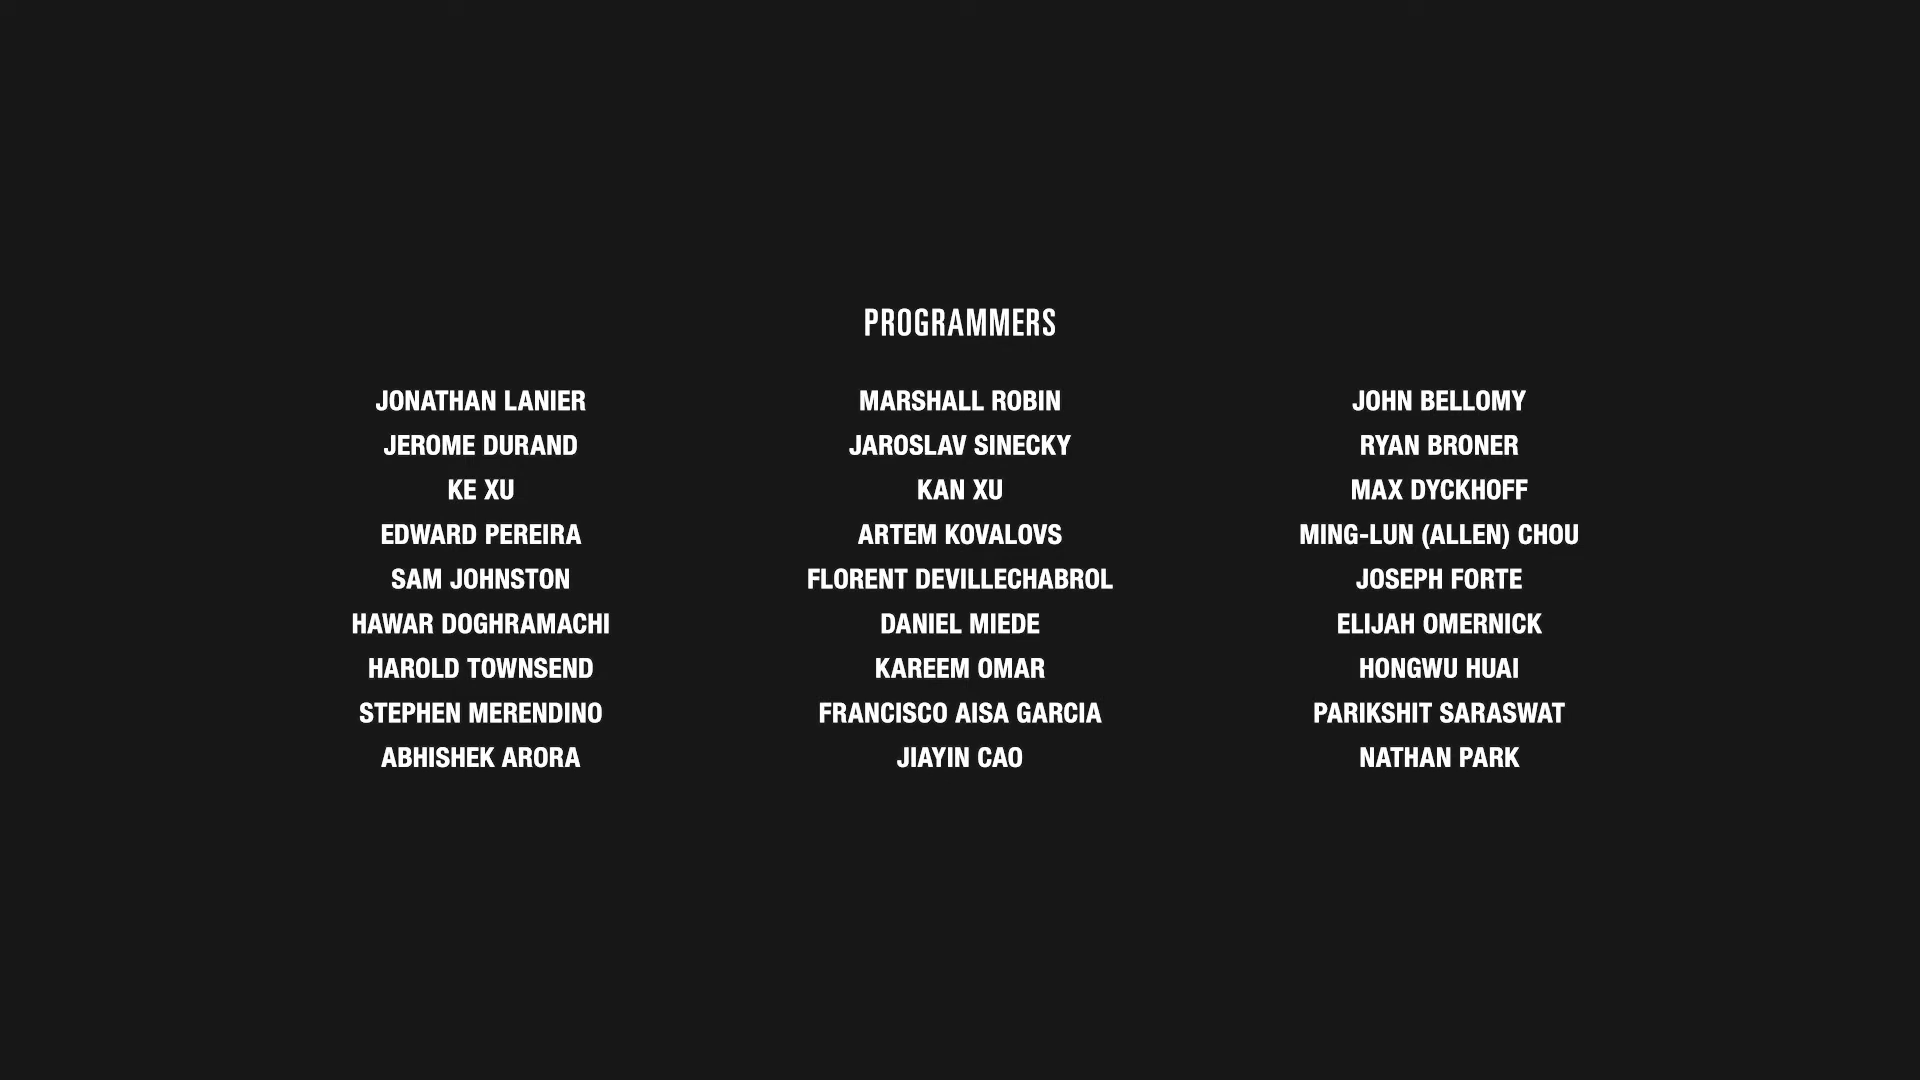 PROGRAMMERS
JONATHAN LANIER MARSHALL ROBIN JOHN BELLOMY
JEROME DURAND JAROSLAV SINECKY RYAN BRONER
KE XU KAN XU MAX DYCKHOFF
EDWARD PEREIRA ARTEM KOVALOVS MING-LUN (ALLEN) CHOU
SAM JOHNSTON FLORENT DEVILLECHABROL JOSEPH FORTE
HAWAR DOGHRAMACHI DANIEL MIEDE ELIJAH OMERNICK
HAROLD TOWNSEND KAREEM OMAR HONGWU HUAI
STEPHEN MERENDINO FRANCISCO AISA GARCIA PARIKSHIT SARASWAT
ABHISHEK ARORA JIAYIN CAO NATHAN PARK